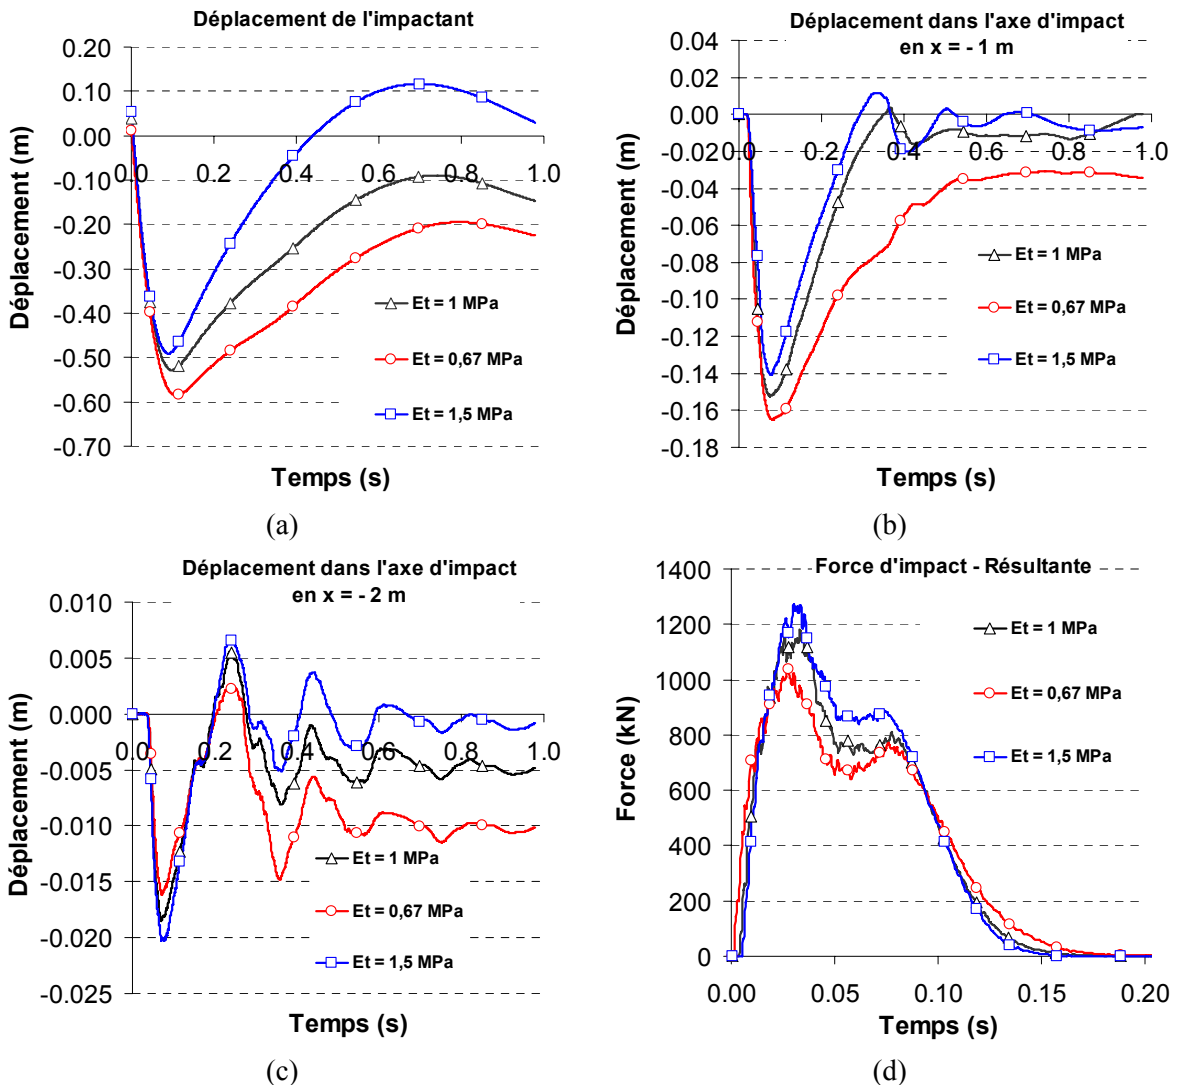 Déplacement de l'impactant
0.20
0.10
0.00
-0.10
-0.20
-0.30
-0.40
-0.50
-0.60
-0.70
0.0
0.2
0.4
0.6
0.8
1.0
Déplacement (m)
Temps (s)
Et = 1 MPa
Et = 0,67 MPa
Et = 1,5 MPa
(a)
Déplacement dans l'axe d'impact
en x = - 1 m
0.04
0.02
0.00
-0.02
-0.04
-0.06
-0.08
-0.10
-0.12
-0.14
-0.16
-0.18
0.0
0.2
0.4
0.6
0.8
1.0
Déplacement (m)
Temps (s)
Et = 1 MPa
Et = 0,67 MPa
Et = 1,5 MPa
(b)
Déplacement dans l'axe d'impact
en x = - 2 m
0.010
0.005
0.000
-0.005
-0.010
-0.015
-0.020
-0.025
0.0
0.2
0.4
0.6
0.8
1.0
Déplacement (m)
Temps (s)
Et = 1 MPa
Et = 0,67 MPa
Et = 1,5 MPa
(c)
Force d'impact - Résultante
1400
1200
1000
800
600
400
200
0
0.00
0.05
0.10
0.15
0.20
Force (kN)
Temps (s)
Et = 1 MPa
Et = 0,67 MPa
Et = 1,5 MPa
(d)